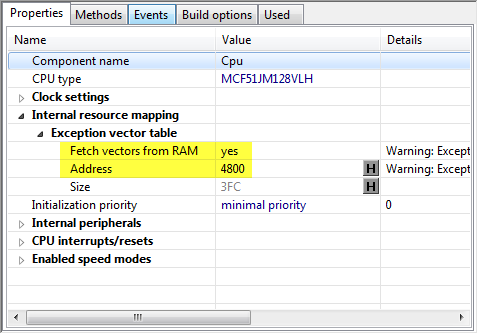 Properties Methods Events Build options Used
Name Value Details
Component name Cpu
CPU type MCF51JM128VLH
Clock settings
Internal resource mapping
Exception vector table
Fetch vectors from RAM yes Warning: Except
Address 4800 H Warning: Except
Size 3FC H
Initialization priority minimal priority 0
Internal peripherals
CPU interrupts/resets
Enabled speed modes